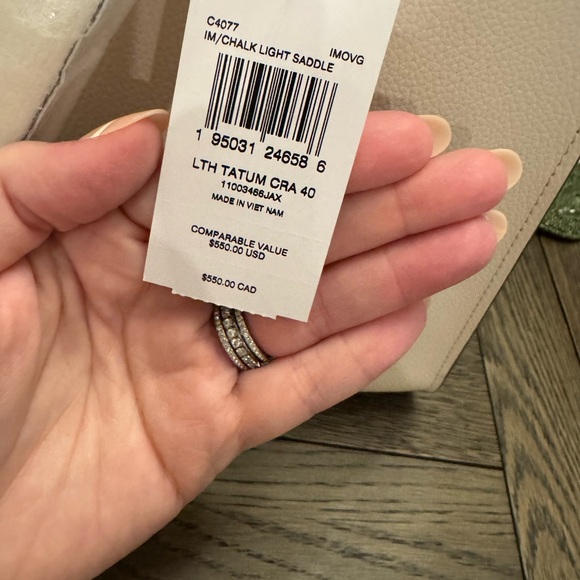 C4077 IMOVG
IM/CHALK LIGHT SADDLE
1 95031 24658 6
LTH TATUM CRA 40
11003466JAX
MADE IN VIET NAM
COMPARABLE VALUE
$550.00 USD
$550.00 CAD